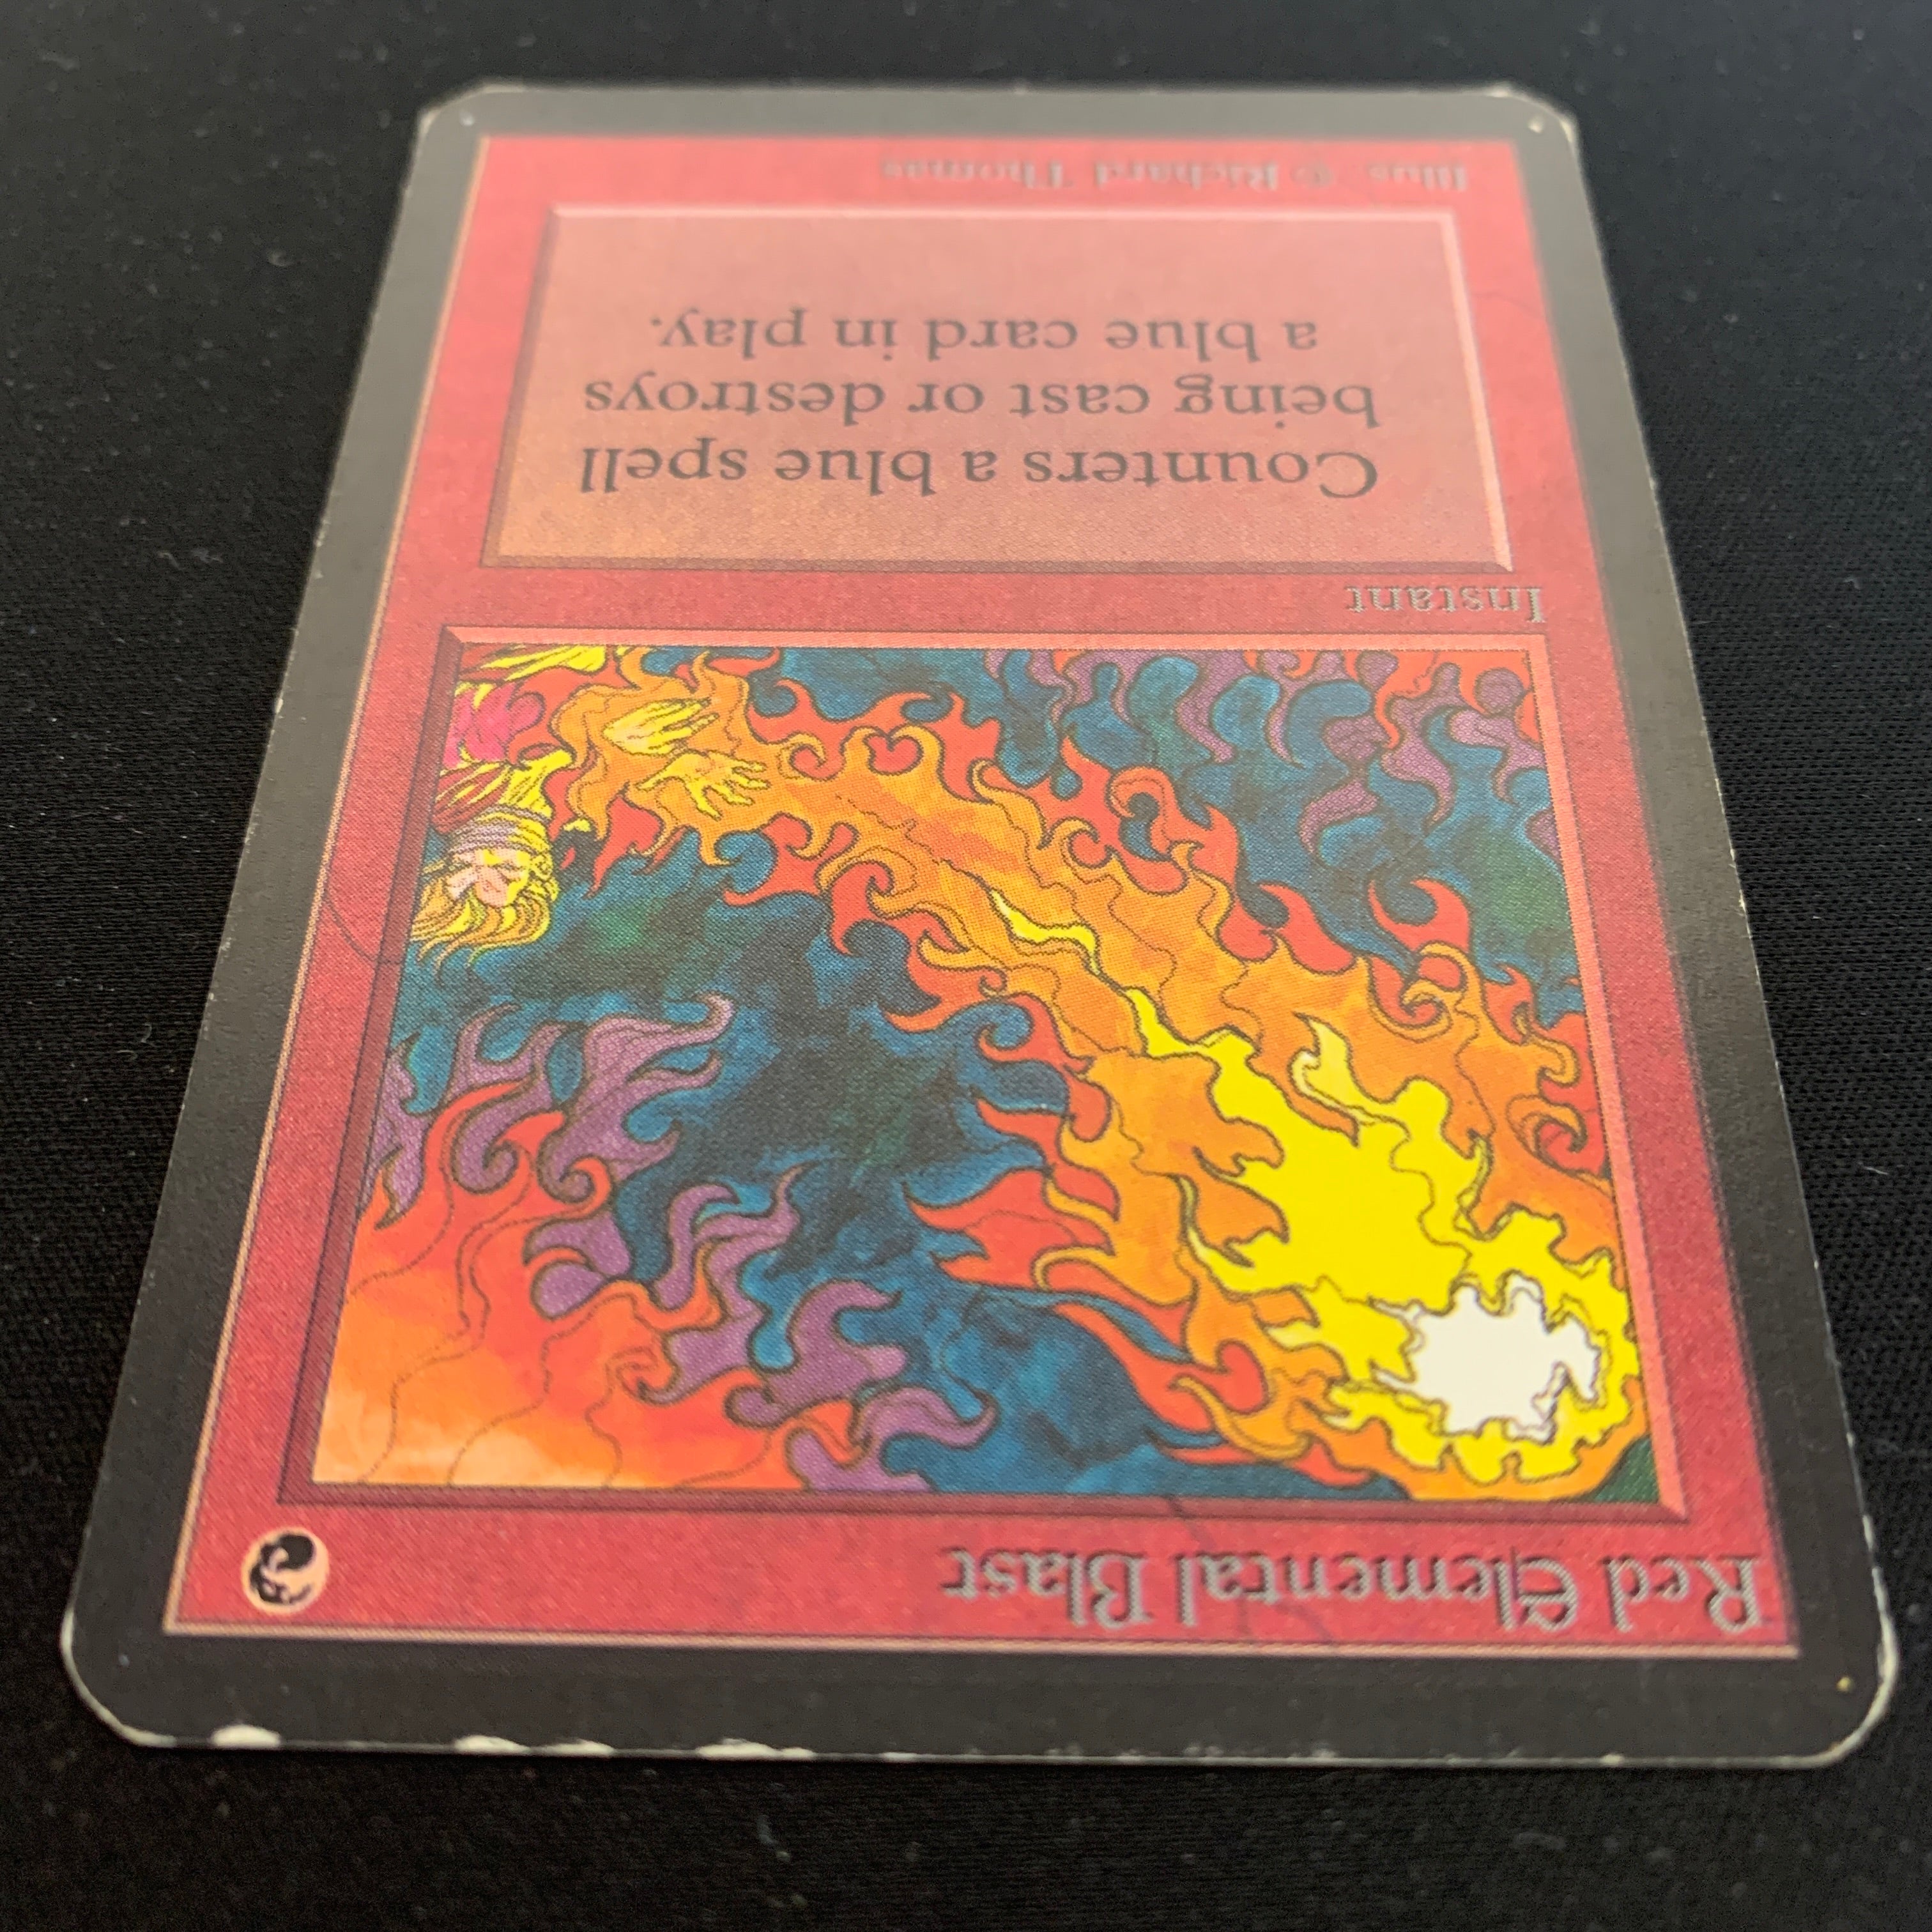 Red Elemental Blast
Instant
Counters a blue spell
being cast or destroys
a blue card in play.
Illus. © Richard Thomas